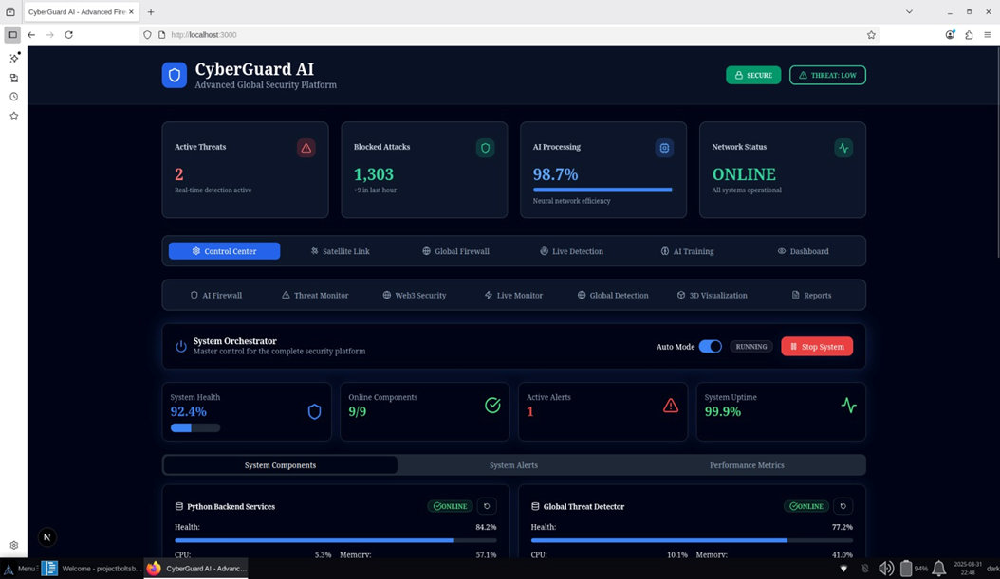 CyberGuard AI - Advanced Fire
http://localhost:3000
CyberGuard AI
Advanced Global Security Platform
SECURE
THREAT: LOW
Active Threats
2
Real-time detection active
Blocked Attacks
1,303
+9 in last hour
AI Processing
98.7%
Neural network efficiency
Network Status
ONLINE
All systems operational
Control Center
Satellite Link
Global Firewall
Live Detection
AI Training
Dashboard
AI Firewall
Threat Monitor
Web3 Security
Live Monitor
Global Detection
3D Visualization
Reports
System Orchestrator
Master control for the complete security platform
Auto Mode
RUNNING
Stop System
System Health
92.4%
Online Components
9/9
Active Alerts
1
System Uptime
99.9%
System Components
System Alerts
Performance Metrics
Python Backend Services
ONLINE
Health: 84.2%
CPU: 5.3% Memory: 57.1%
Global Threat Detector
ONLINE
Health: 77.2%
CPU: 10.1% Memory: 41.0%
N
Menu
Welcome - projectboltsb...
CyberGuard AI - Advanc...
94%
2025-08-31
22:48
dark